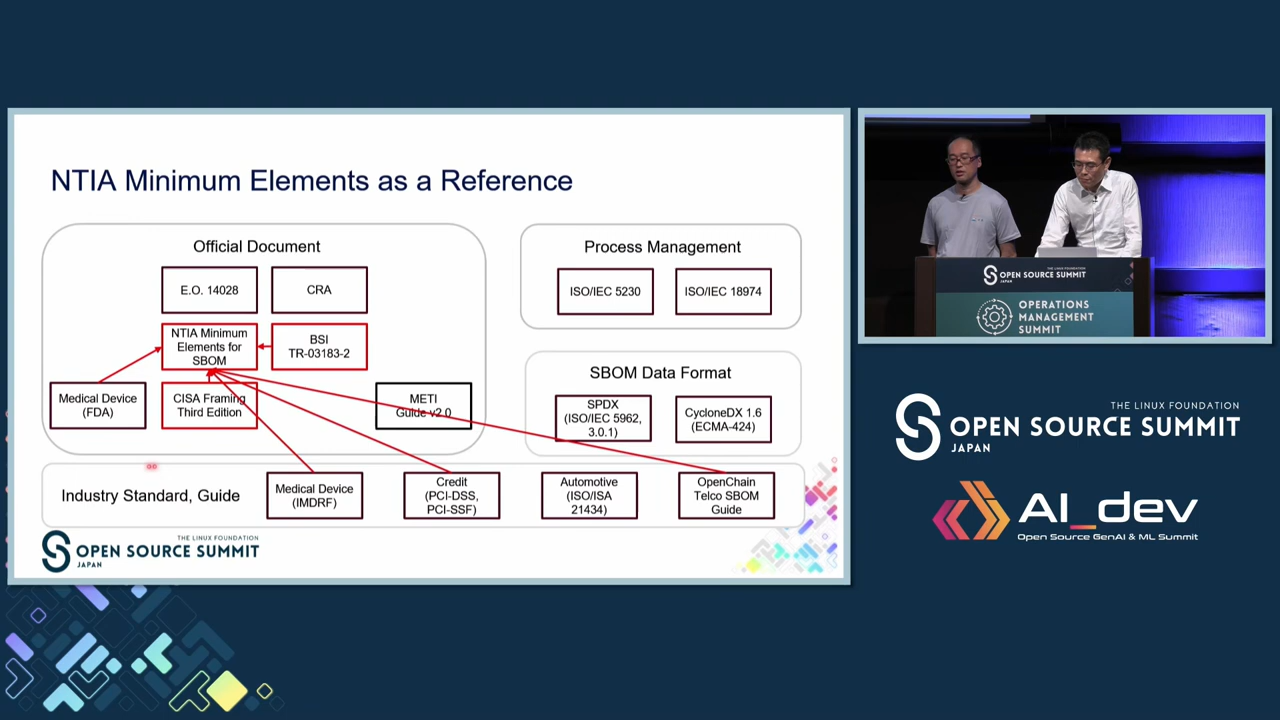 NTIA Minimum Elements as a Reference
Official Document
E.O. 14028
CRA
NTIA Minimum
Elements for
SBOM
BSI
TR-03183-2
Medical Device
(FDA)
CISA Framing
Third Edition
METI
Guide v2.0
Process Management
ISO/IEC 5230
ISO/IEC 18974
SBOM Data Format
SPDX
(ISO/IEC 5962,
3.0.1)
CycloneDX 1.6
(ECMA-424)
Industry Standard, Guide
Medical Device
(IMDRF)
Credit
(PCI-DSS,
PCI-SSF)
Automotive
(ISO/ISA
21434)
OpenChain
Telco SBOM
Guide
THE LINUX FOUNDATION
OPEN SOURCE SUMMIT
JAPAN
THE LINUX FOUNDATION
OPEN SOURCE SUMMIT
JAPAN
OPERATIONS
MANAGEMENT
SUMMIT
THE LINUX FOUNDATION
OPEN SOURCE SUMMIT
JAPAN
AI_dev
Open Source GenAI & ML Summit